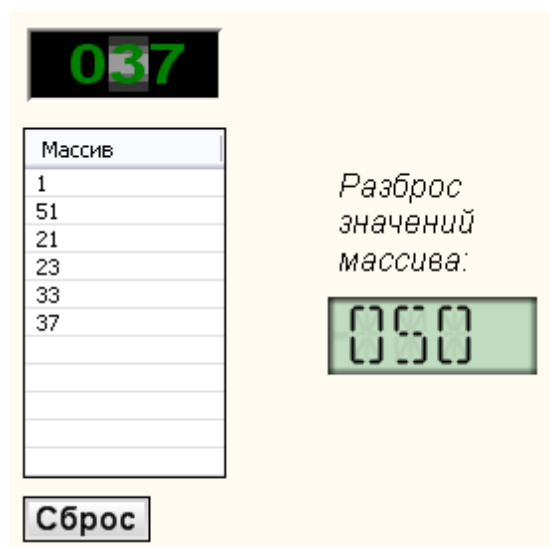 037
Массив
1
51
21
23
33
37
Разброс
значений
массива:
050
Сброс